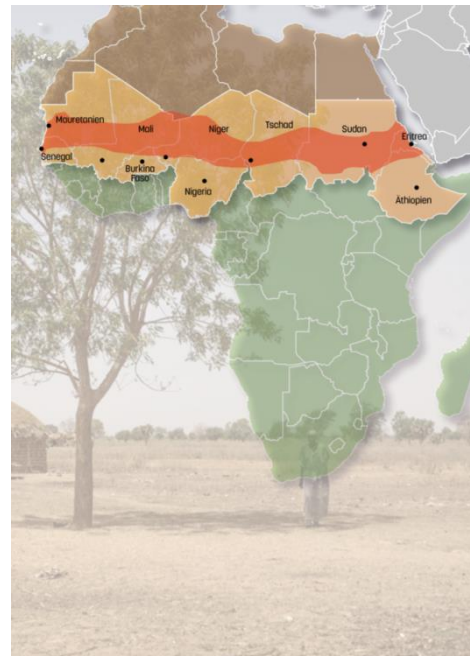 Mauretanien
Mali
Niger
Tschad
Sudan
Eritrea
Senegal
Burkina
Faso
Nigeria
Äthiopien